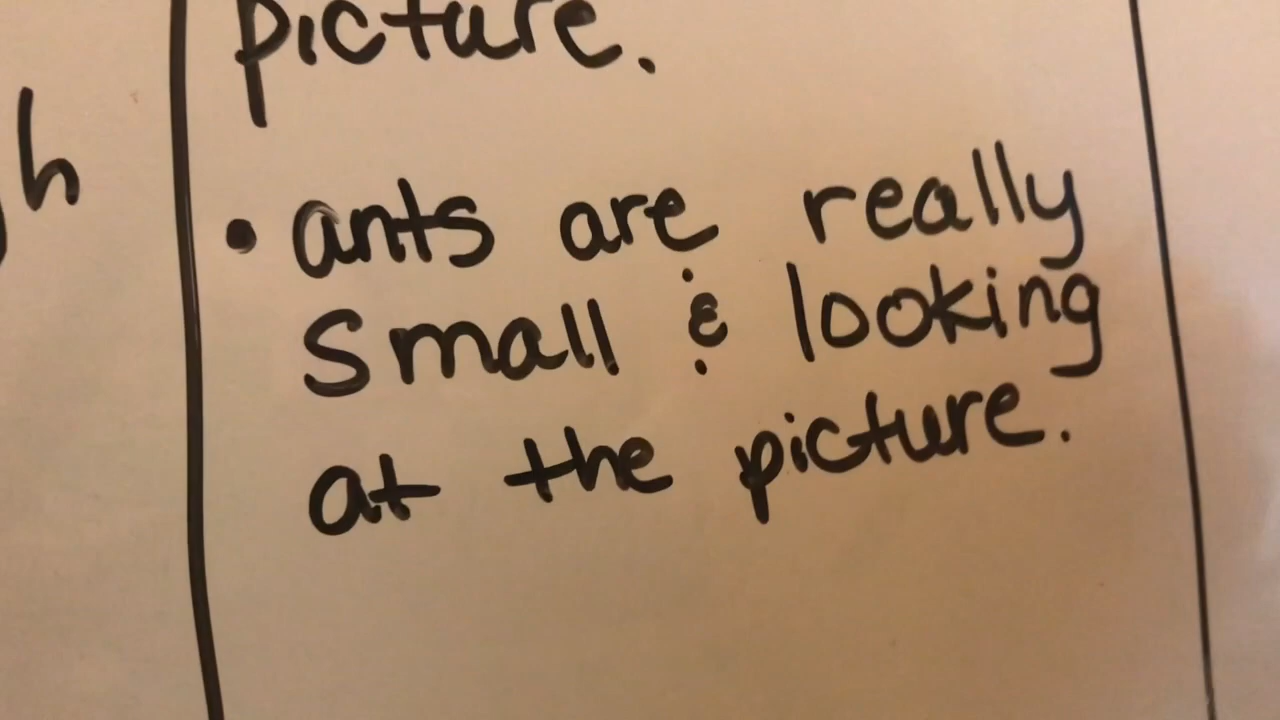 picture.
h
• ants are really
small & looking
at the picture.